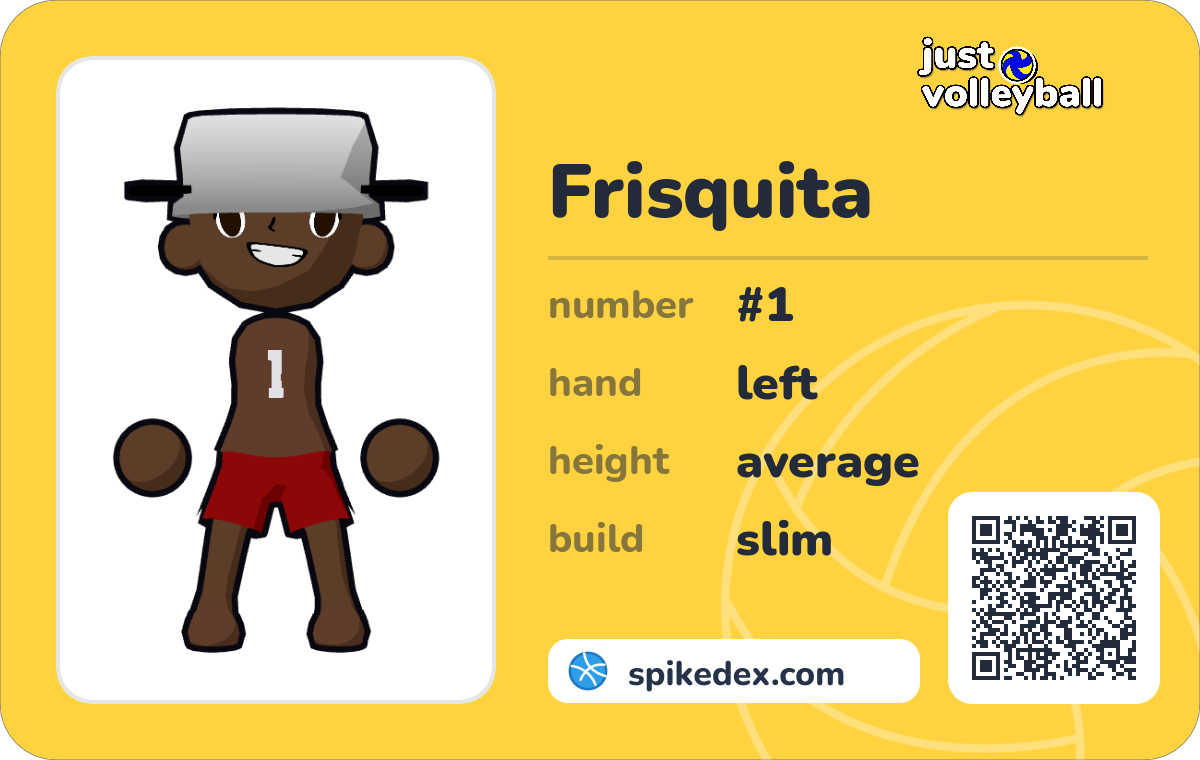 just
volleyball
Frisquita
number #1
hand left
height average
build slim
1
spikedex.com